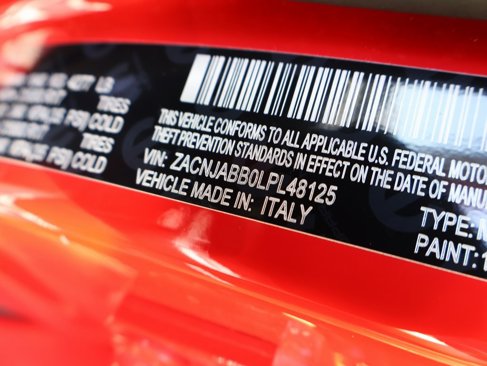 4277 LB
TIRES
PSI) COLD
TIRES
PSI) COLD
THIS VEHICLE CONFORMS TO ALL APPLICABLE U.S. FEDERAL MOTO
THEFT PREVENTION STANDARDS IN EFFECT ON THE DATE OF MANU
VIN: ZACNJABB0LPL48125
VEHICLE MADE IN: ITALY
TYPE:
PAINT: